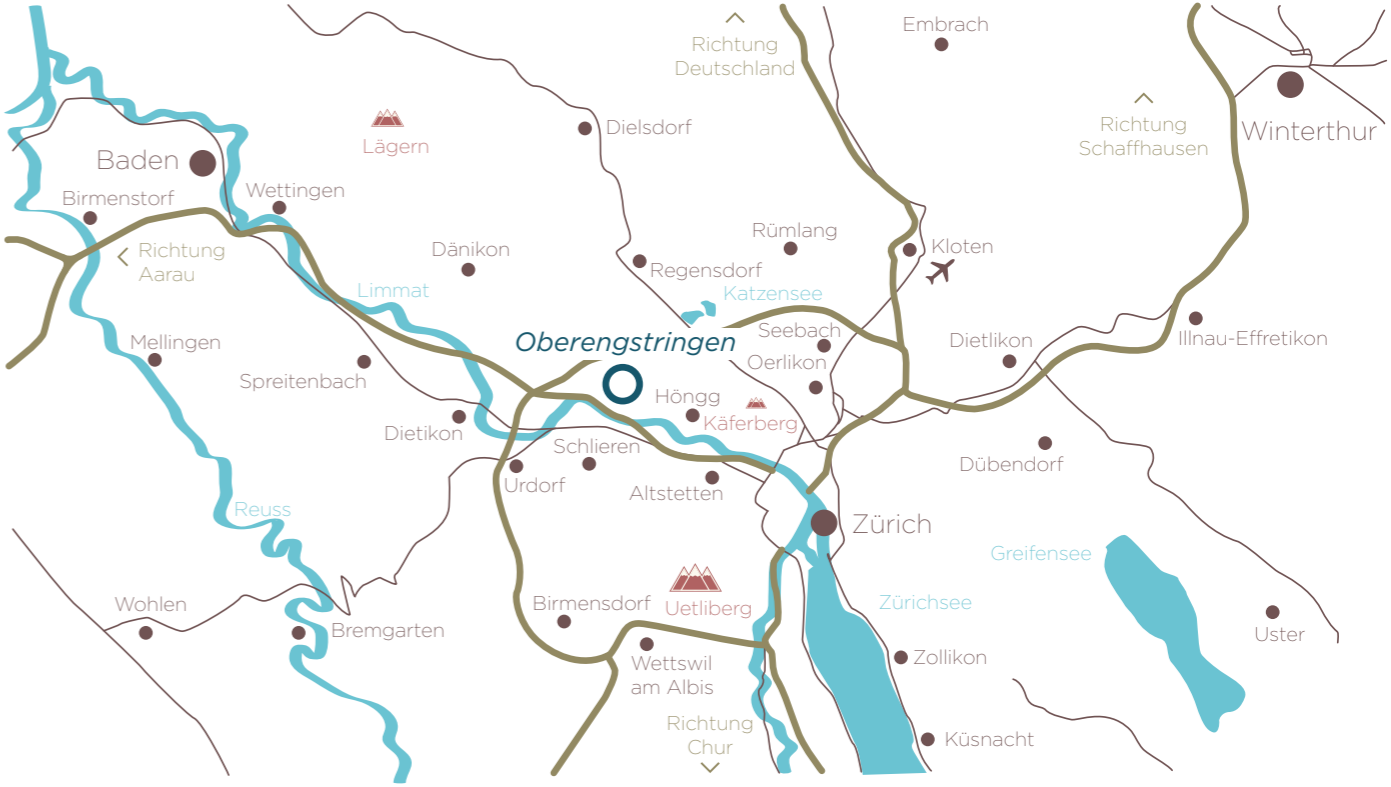 Embrach
Richtung
Deutschland
Richtung
Schaffhausen
Winterthur
Dielsdorf
Lägern
Baden
Wettingen
Birmenstorf
Richtung
Aarau
Dänikon
Rümlang
Kloten
Regensdorf
Katzensee
Limmat
Seebach
Oerlikon
Dietlikon
Illnau-Effretikon
Mellingen
Oberengstringen
Spreitenbach
Höngg
Käferberg
Dietikon
Schlieren
Urdorf
Altstetten
Dübendorf
Reuss
Zürich
Greifensee
Wohlen
Birmensdorf
Uetliberg
Zürichsee
Bremgarten
Uster
Wettswil
am Albis
Zollikon
Richtung
Chur
Küsnacht